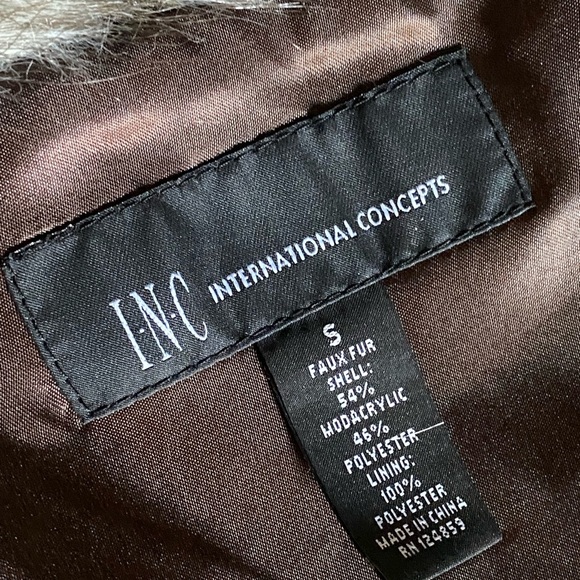 I·N·C INTERNATIONAL CONCEPTS
S
FAUX FUR
SHELL:
54%
MODACRYLIC
46%
POLYESTER
LINING:
100%
POLYESTER
MADE IN CHINA
RN 124859